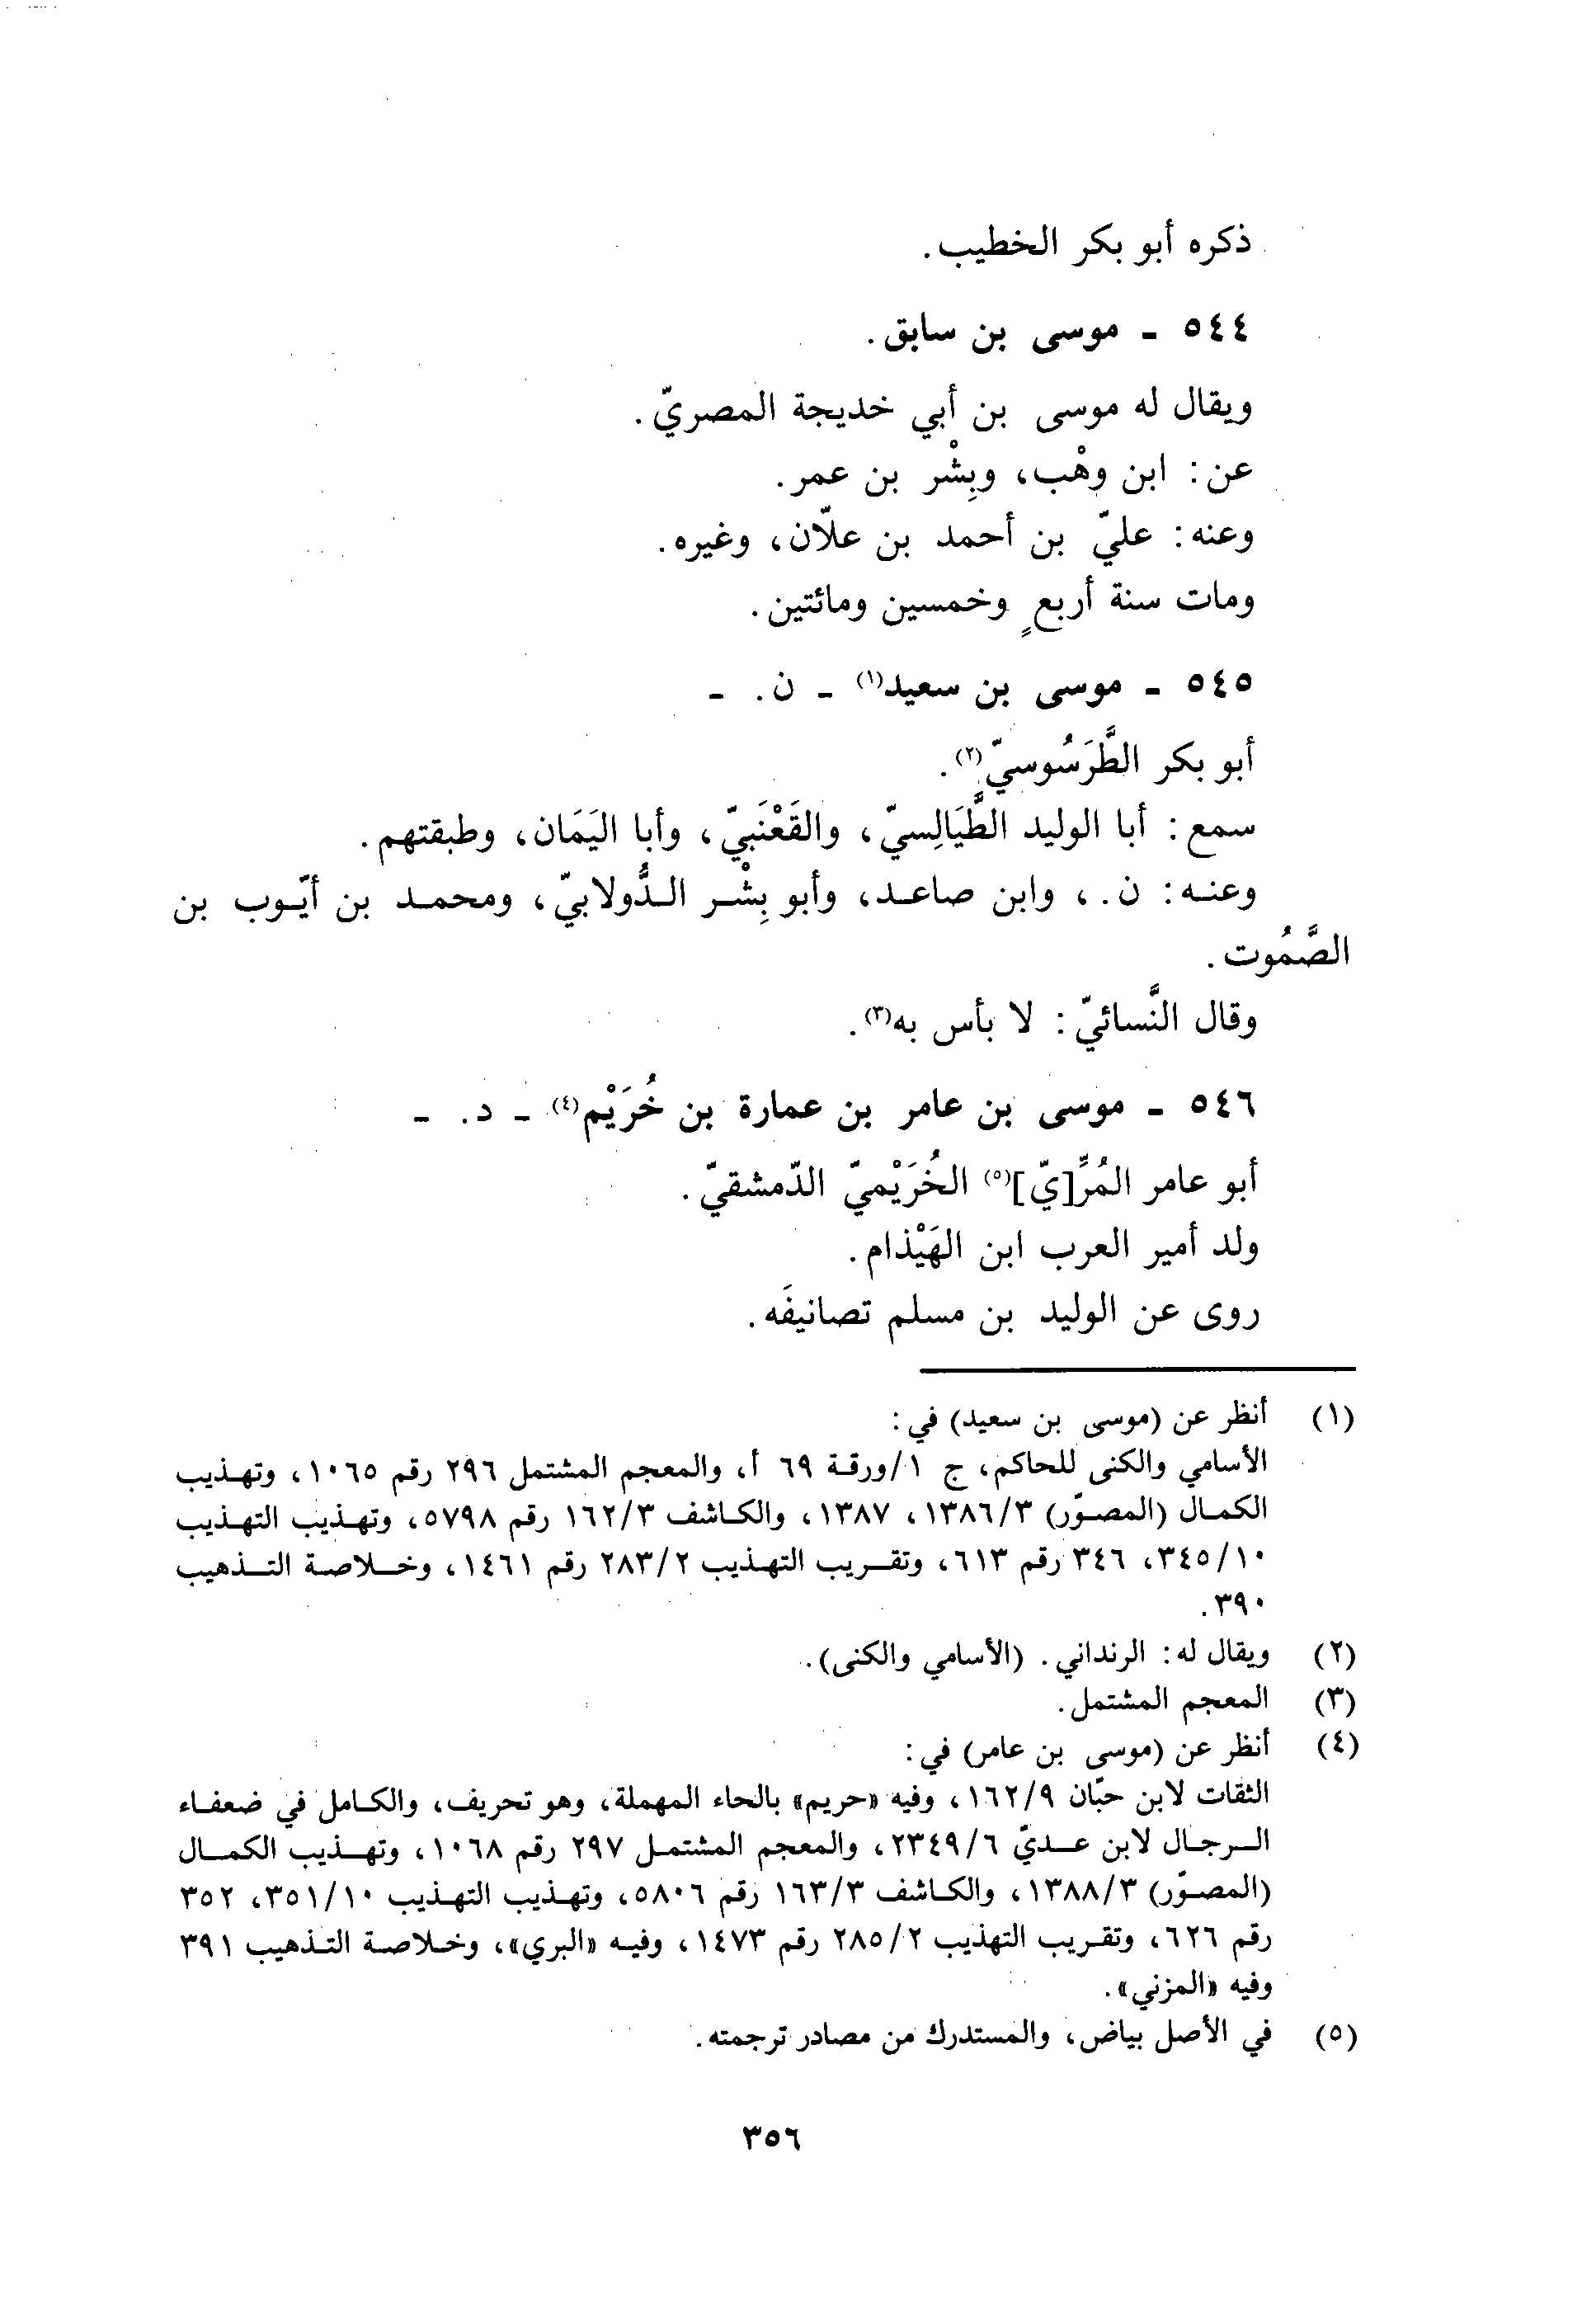 ذكره أبو بكر الخطيب.
٥٤٤ - موسى بن سابق.
ويقال له موسى بن أبي خديجة المصريّ.
عن: ابن وهْب، وبِشْر بن عمر.
وعنه: عليّ بن أحمد بن علّان، وغيره.
ومات سنة أربعٍ وخمسين ومائتين.
٥٤٥ - موسى بن سعيد(١) - ن. -
أبو بكر الطَّرَسُوسيّ(٢).
سمع: أبا الوليد الطَّيَالِسيّ، والقَعْنَبيّ، وأبا اليَمَان، وطبقتهم.
وعنه: ن.، وابن صاعد، وأبو بِشْر الدُّولابيّ، ومحمد بن أيّوب بن
الصَّمُوت.
وقال النَّسائيّ: لا بأس به(٣).
٥٤٦ - موسى بن عامر بن عمارة بن خُرَيْم(٤) - د. -
أبو عامر المُرِّ[يّ](٥) الخُرَيْميّ الدّمشقيّ.
ولد أمير العرب ابن الهَيْذام.
روى عن الوليد بن مسلم تصانيفَه.
(١) أنظر عن (موسى بن سعيد) في:
الأسامي والكنى للحاكم، ج ١/ورقة ٦٩ أ، والمعجم المشتمل ٢٩٦ رقم ١٠٦٥، وتهذيب
الكمال (المصوّر) ١٣٨٦/٣، ١٣٨٧، والكاشف ١٦٢/٣ رقم ٥٧٩٨، وتهذيب التهذيب
٣٤٥/١٠، ٣٤٦ رقم ٦١٣، وتقريب التهذيب ٢٨٣/٢ رقم ١٤٦١، وخلاصة التذهيب
٣٩٠.
(٢) ويقال له: الرنداني. (الأسامي والكنى).
(٣) المعجم المشتمل.
(٤) أنظر عن (موسى بن عامر) في:
الثقات لابن حبّان ١٦٢/٩، وفيه «حريم» بالحاء المهملة، وهو تحريف، والكامل في ضعفاء
الرجال لابن عديّ ٢٣٤٩/٦، والمعجم المشتمل ٢٩٧ رقم ١٠٦٨، وتهذيب الكمال
(المصوّر) ١٣٨٨/٣، والكاشف ١٦٣/٣ رقم ٥٨٠٦، وتهذيب التهذيب ٣٥١/١٠، ٣٥٢
رقم ٦٢٦، وتقريب التهذيب ٢٨٥/٢ رقم ١٤٧٣، وفيه «البري»، وخلاصة التذهيب ٣٩١
وفيه «المزني».
(٥) في الأصل بياض، والمستدرك من مصادر ترجمته.
٣٥٦